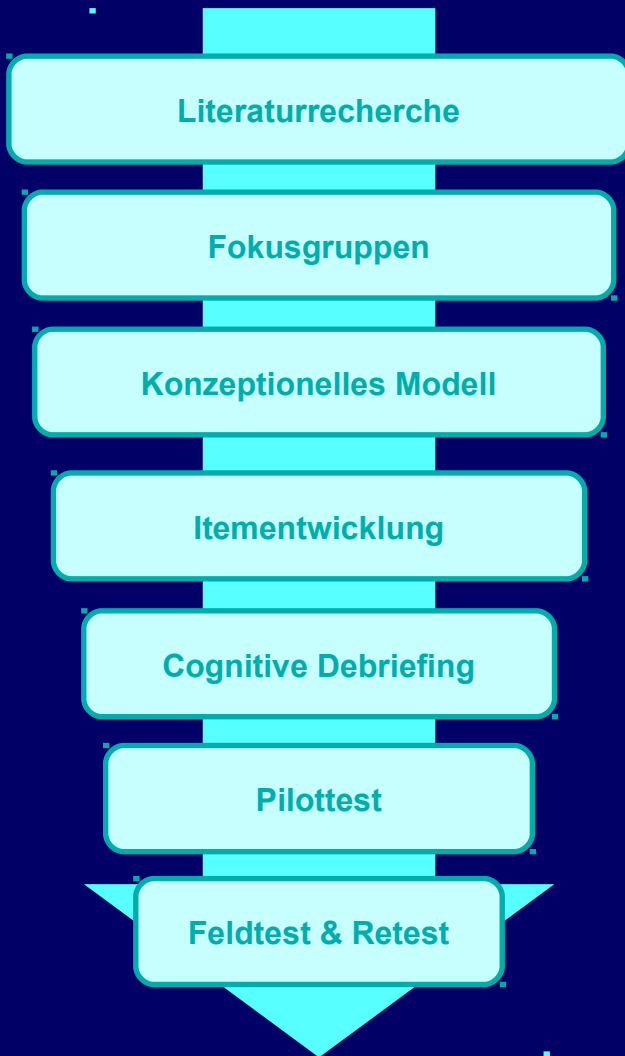 Literaturrecherche
Fokusgruppen
Konzeptionelles Modell
Itementwicklung
Cognitive Debriefing
Pilottest
Feldtest & Retest